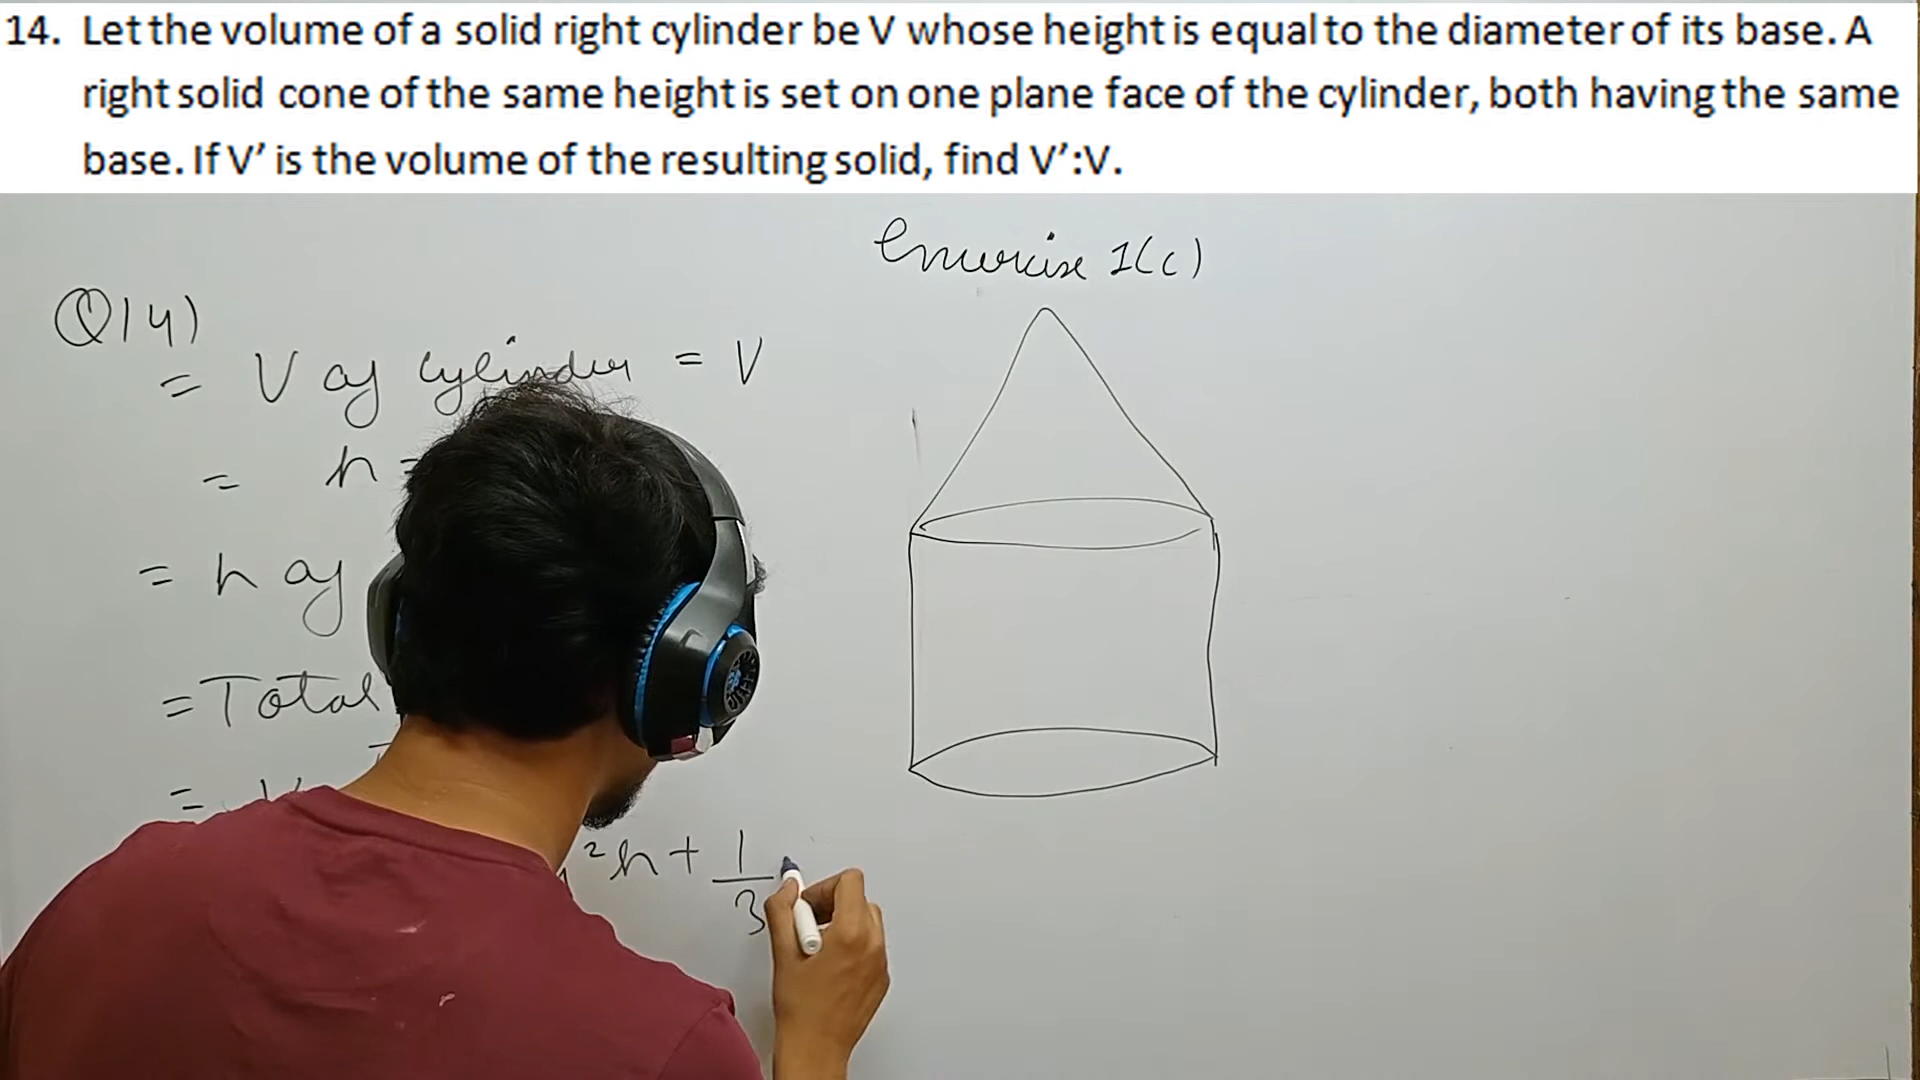 14. Let the volume of a solid right cylinder be V whose height is equal to the diameter of its base. A
right solid cone of the same height is set on one plane face of the cylinder, both having the same
base. If V’ is the volume of the resulting solid, find V’:V.
Exercise 1(c)
Q14)
= V of cylinder = V
= h =
= h of
= Total
= V
²h + 1/3